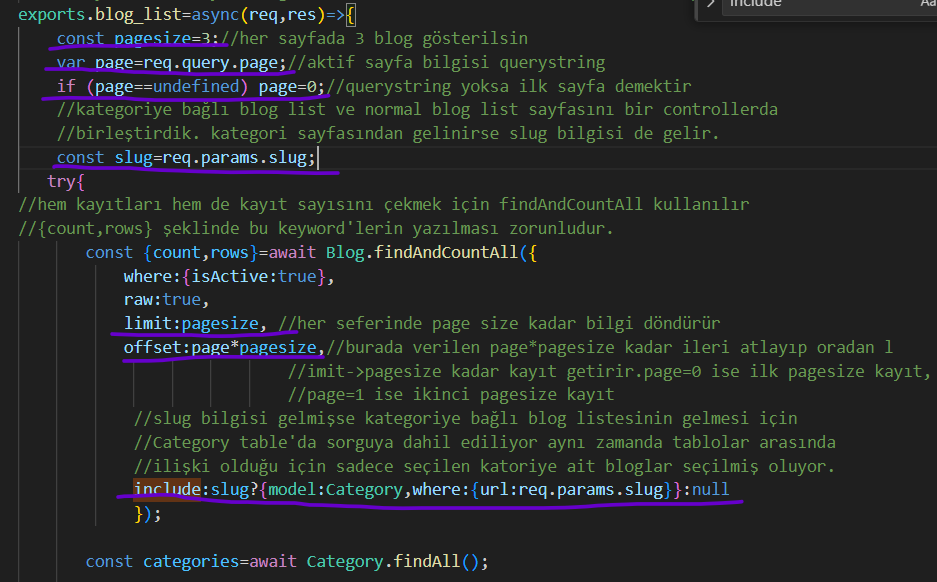 include
Aa
exports.blog_list=async(req,res)=>{
const pagesize=3;//her sayfada 3 blog gösterilsin
var page=req.query.page;//aktif sayfa bilgisi querystring
if (page==undefined) page=0;//querystring yoksa ilk sayfa demektir
//kategoriye bağlı blog list ve normal blog list sayfasını bir controllerda
//birleştirdik. kategori sayfasından gelinirse slug bilgisi de gelir.
const slug=req.params.slug;
try{
//hem kayıtları hem de kayıt sayısını çekmek için findAndCountAll kullanılır
//{count,rows} şeklinde bu keyword'lerin yazılması zorunludur.
const {count,rows}=await Blog.findAndCountAll({
where:{isActive:true},
raw:true,
limit:pagesize, //her seferinde page size kadar bilgi döndürür
offset:page*pagesize,//burada verilen page*pagesize kadar ileri atlayıp oradan l
//imit->pagesize kadar kayıt getirir.page=0 ise ilk pagesize kayıt,
//page=1 ise ikinci pagesize kayıt
//slug bilgisi gelmişse kategoriye bağlı blog listesinin gelmesi için
//Category table'da sorguya dahil ediliyor aynı zamanda tablolar arasında
//ilişki olduğu için sadece seçilen katoriye ait bloglar seçilmiş oluyor.
include:slug?{model:Category,where:{url:req.params.slug}}:null
});
const categories=await Category.findAll();